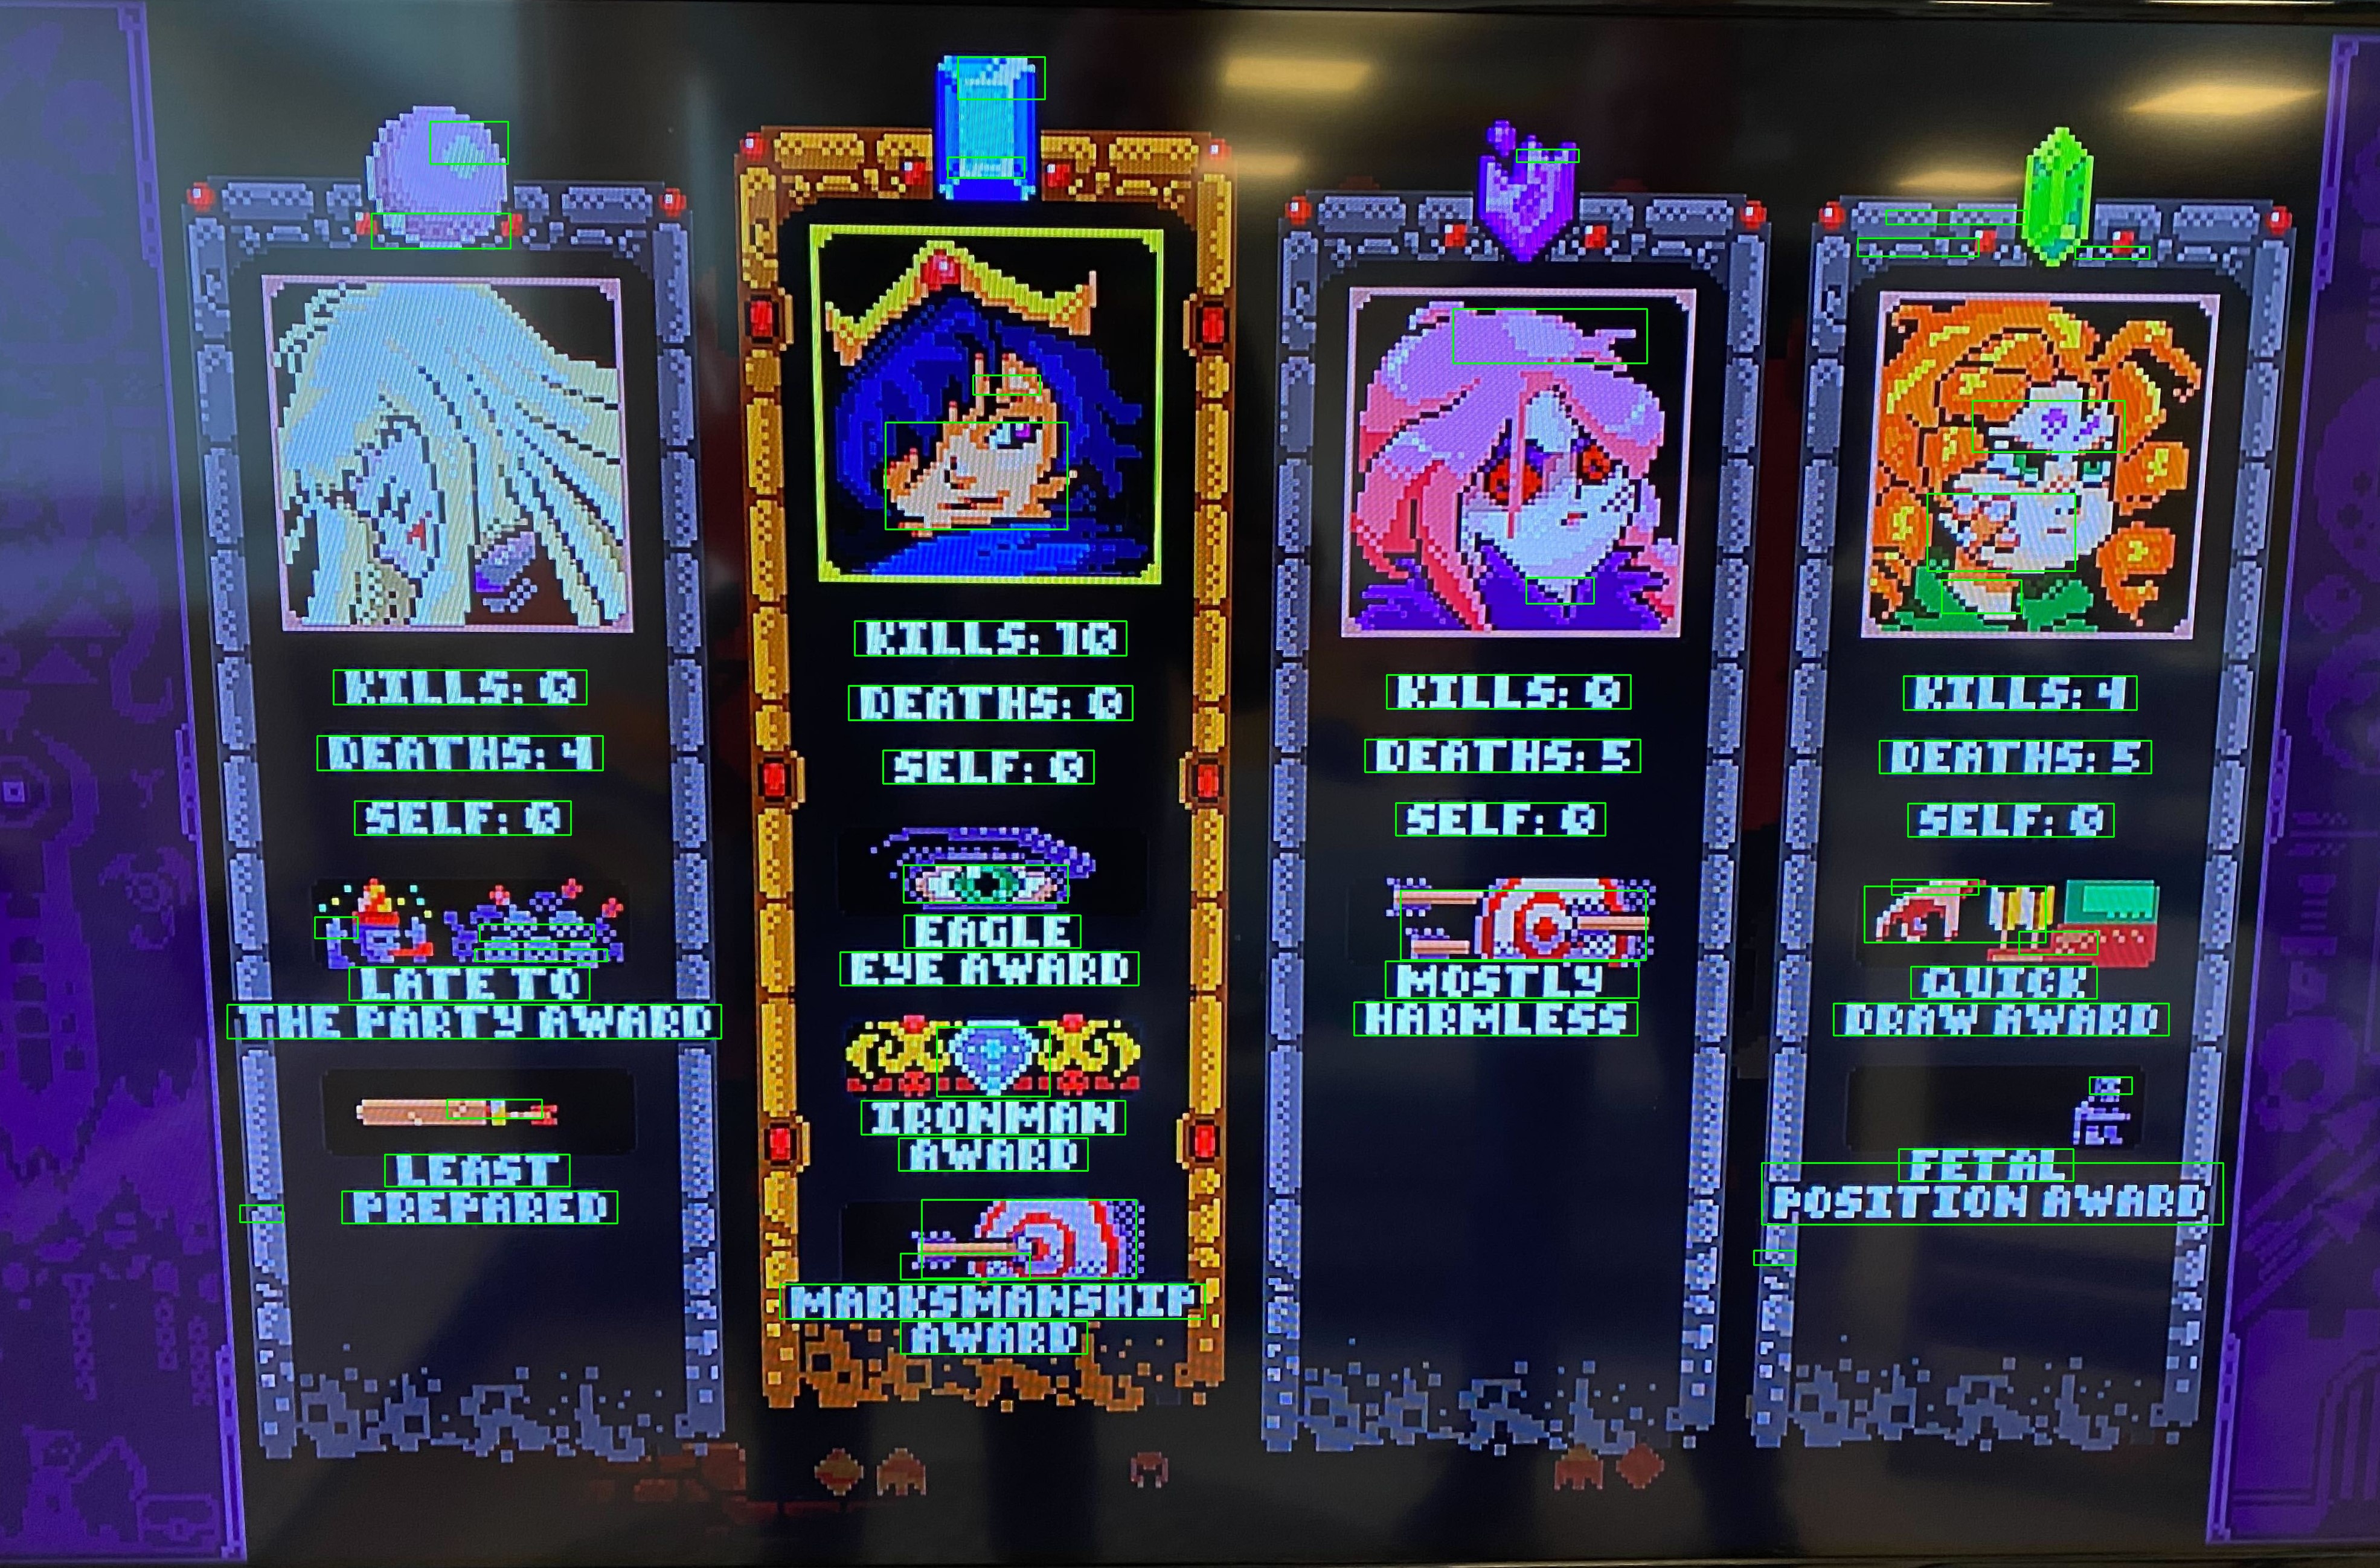 KILLS: 0
DEATHS: 4
SELF: 0
LATE TO
THE PARTY AWARD
LEAST
PREPARED
KILLS: 10
DEATHS: 0
SELF: 0
EAGLE
EYE AWARD
IRONMAN
AWARD
MARKSMANSHIP
AWARD
KILLS: 0
DEATHS: 5
SELF: 0
MOSTLY
HARMLESS
KILLS: 4
DEATHS: 5
SELF: 0
QUICK
DRAW AWARD
FETAL
POSITION AWARD